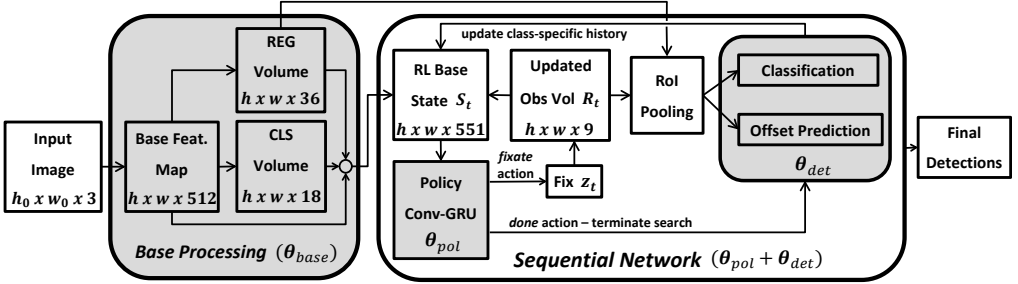 Input
Image
h₀ x w₀ x 3
REG
Volume
h x w x 36
Base Feat.
Map
h x w x 512
CLS
Volume
h x w x 18
Base Processing (θ_base)
update class-specific history
RL Base
State S_t
h x w x 551
Updated
Obs Vol R_t
h x w x 9
RoI
Pooling
Classification
Offset Prediction
θ_det
Policy
Conv-GRU
θ_pol
fixate
action
Fix z_t
done action – terminate search
Sequential Network (θ_pol + θ_det)
Final
Detections